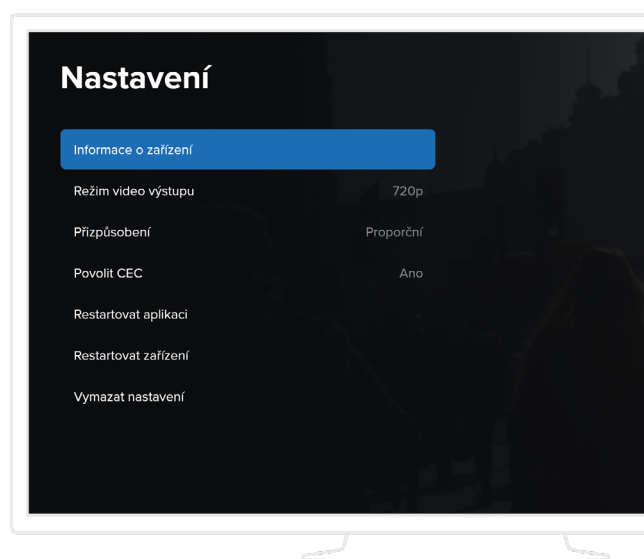 Nastavení
Informace o zařízení
Režim video výstupu 720p
Přizpůsobení Proporční
Povolit CEC Ano
Restartovat aplikaci
Restartovat zařízení
Vymazat nastavení